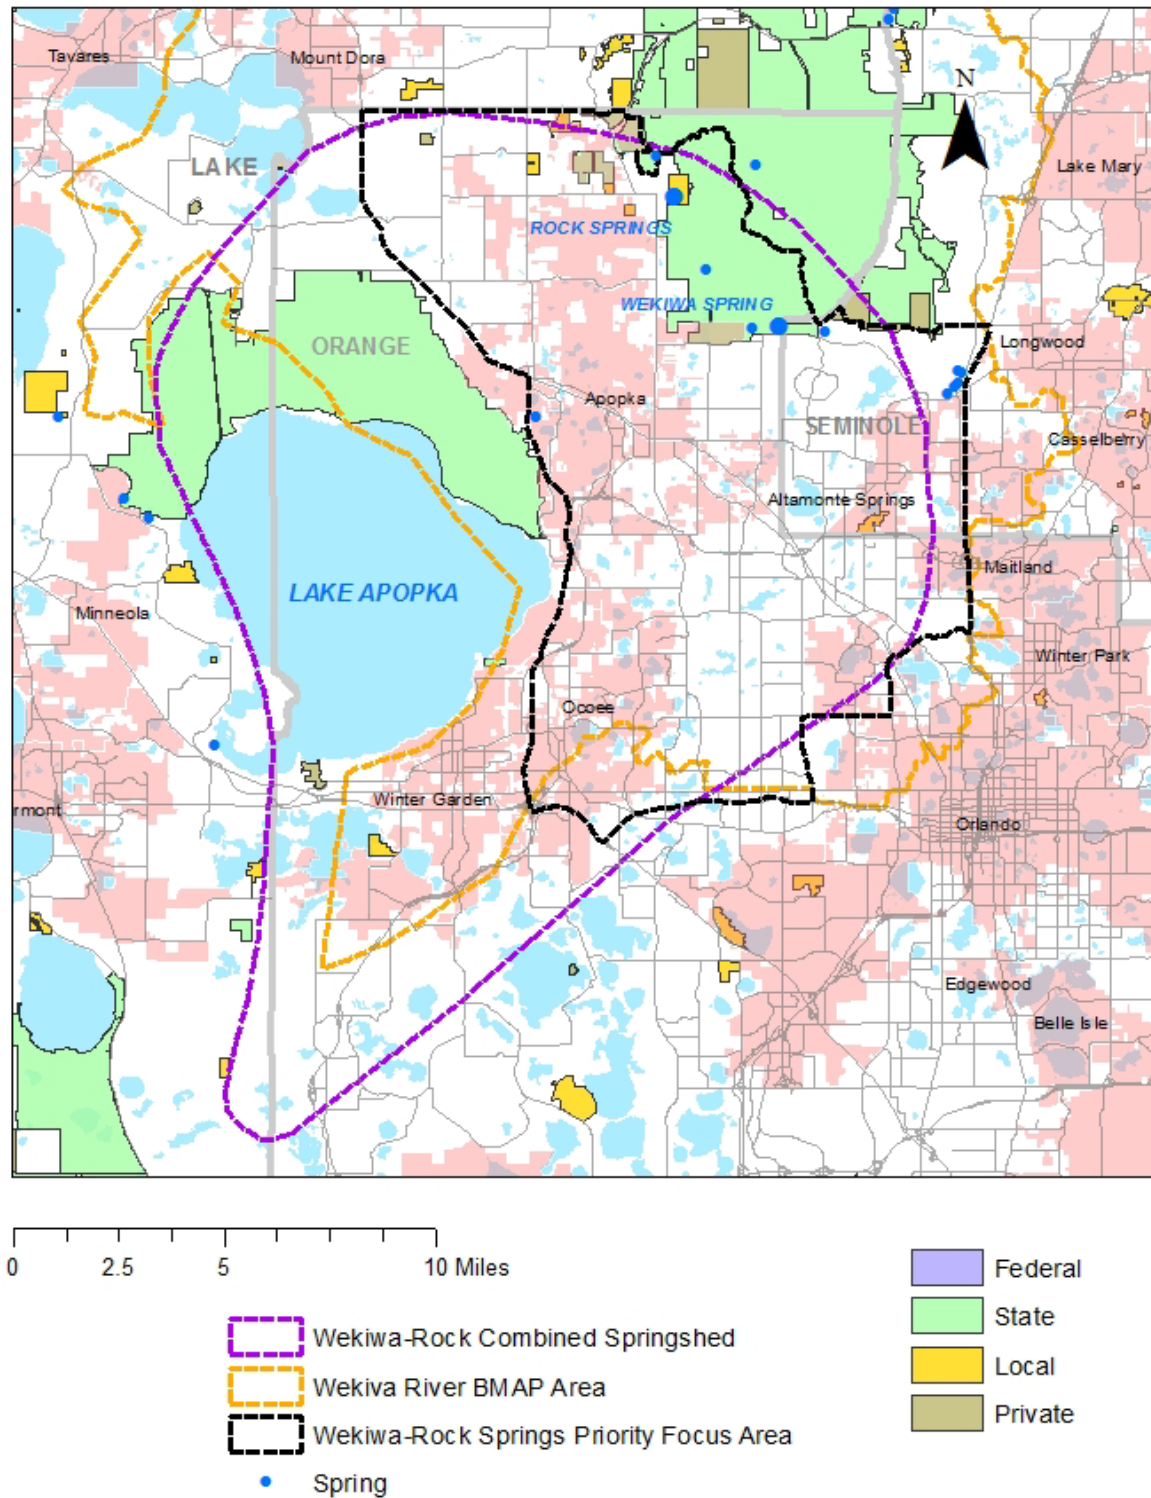 Tavares
Mount Dora
N
LAKE
Lake Mary
ROCK SPRINGS
WEKIWA SPRING
ORANGE
Longwood
Apopka
SEMINOLE
Casselberry
Altamonte Springs
Maitland
LAKE APOPKA
Minneola
Winter Park
Ocoee
Winter Garden
rmont
Orlando
Edgewood
Belle Isle
0 2.5 5 10 Miles
Federal
State
Local
Private
Wekiwa-Rock Combined Springshed
Wekiva River BMAP Area
Wekiwa-Rock Springs Priority Focus Area
Spring